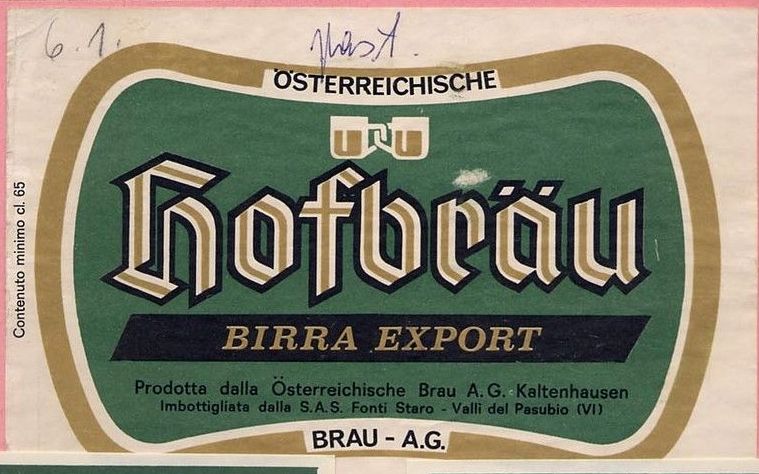 6. 1. past.
ÖSTERREICHISCHE
Hofbräu
BIRRA EXPORT
Prodotta dalla Österreichische Brau A.G. Kaltenhausen
Imbottigliata dalla S.A.S. Fonti Staro - Valli del Pasubio (VI)
BRAU - A.G.
Contenuto minimo cl. 65